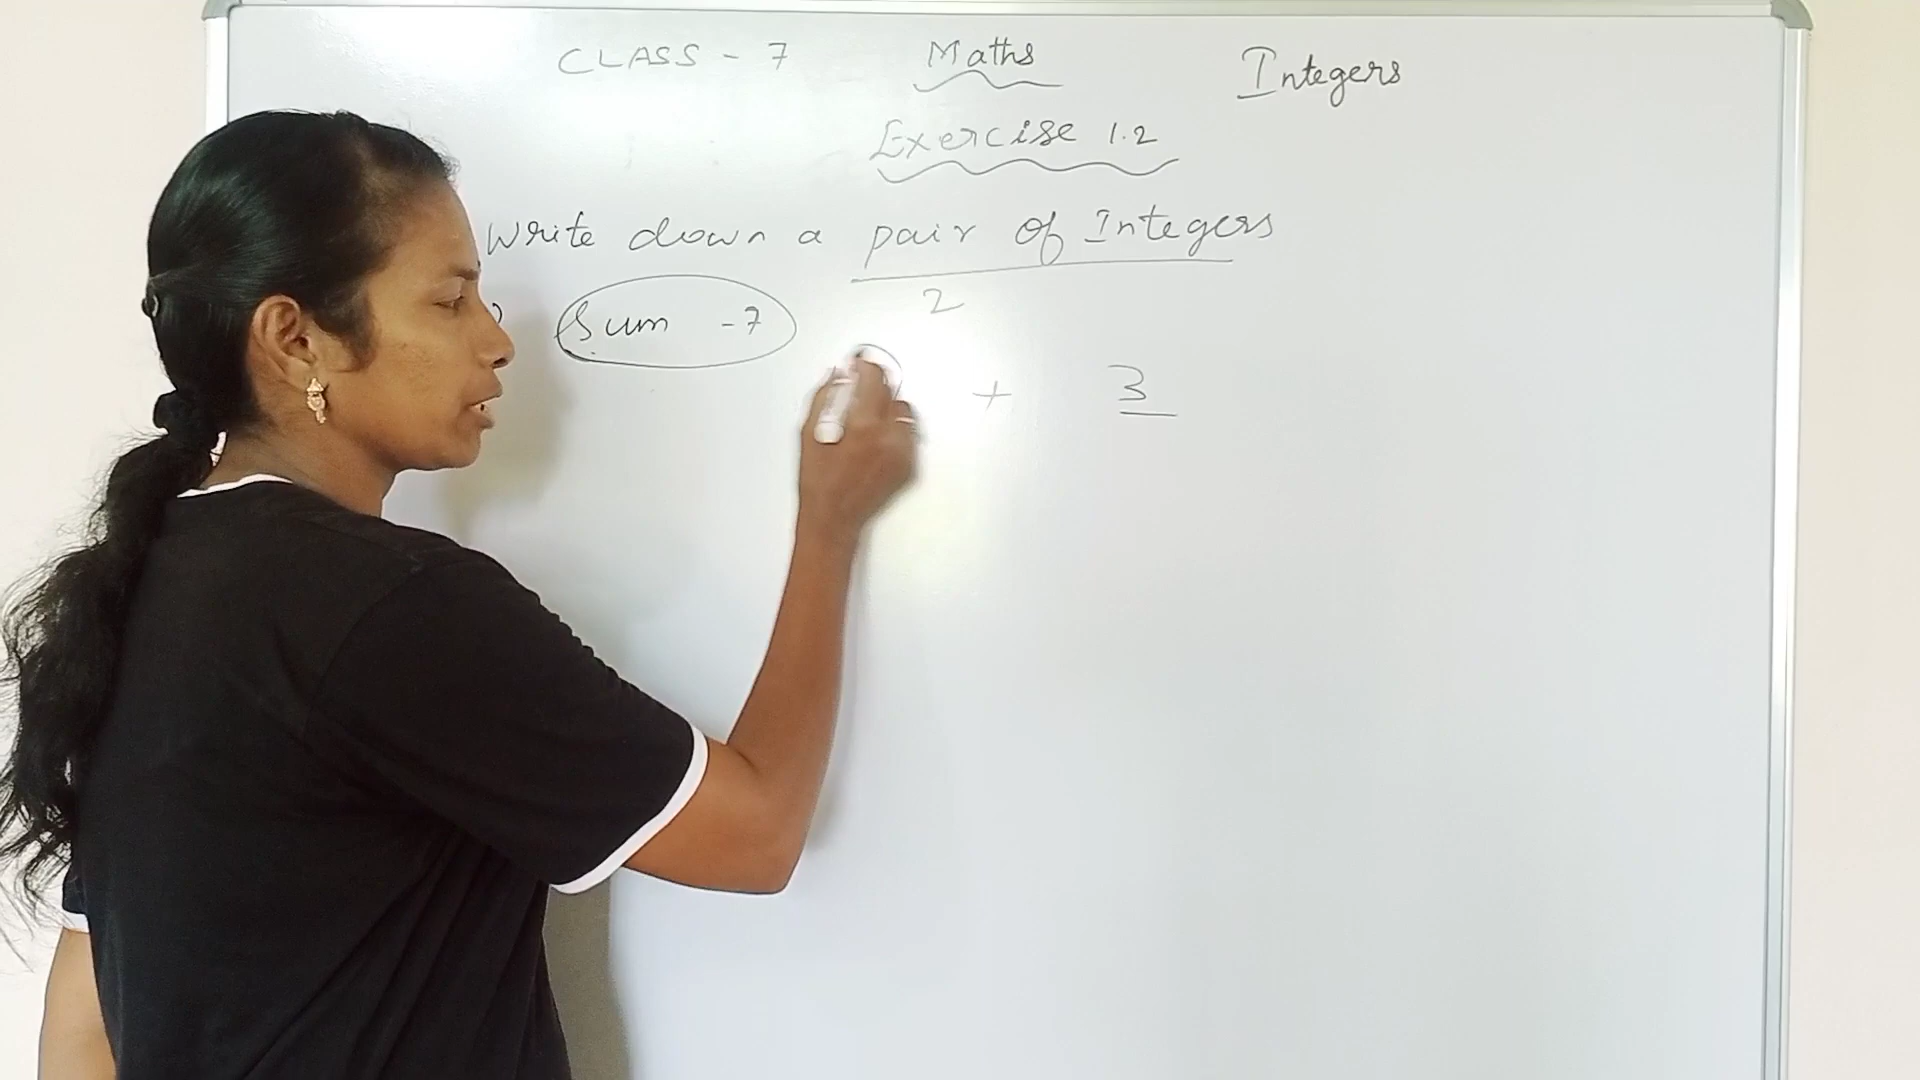 CLASS - 7 Maths Integers
Exercise 1.2
Write down a pair of Integers
2
Sum -7
+ 3